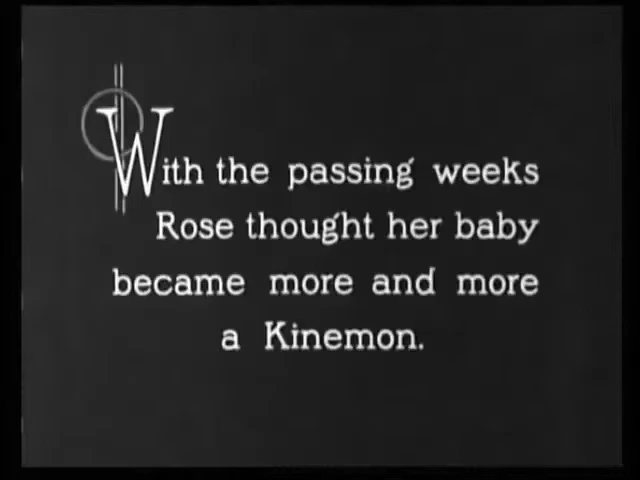 With the passing weeks
Rose thought her baby
became more and more
a Kinemon.